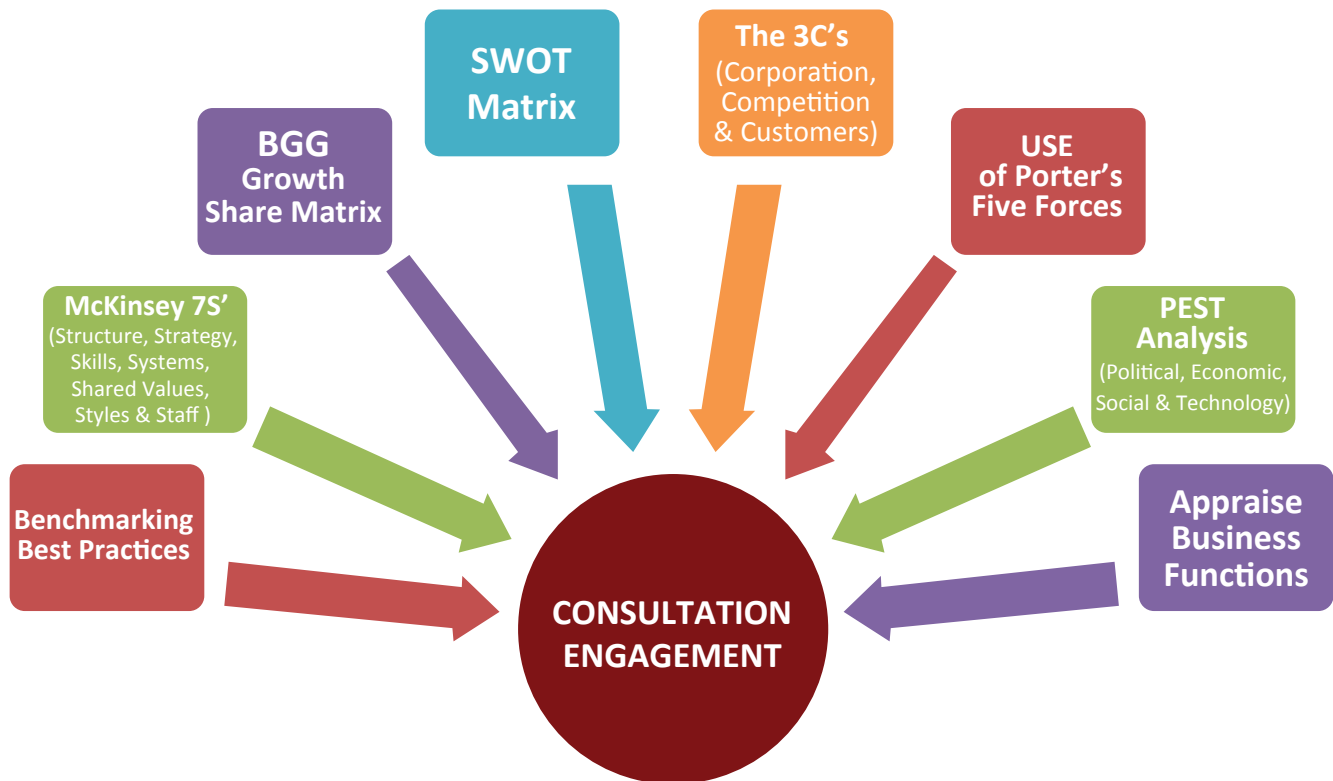 Benchmarking
Best Practices
McKinsey 7S’
(Structure, Strategy,
Skills, Systems,
Shared Values,
Styles & Staff )
BGG
Growth
Share Matrix
SWOT
Matrix
The 3C’s
(Corporation,
Competition
& Customers)
USE
of Porter’s
Five Forces
PEST
Analysis
(Political, Economic,
Social & Technology)
Appraise
Business
Functions
CONSULTATION
ENGAGEMENT